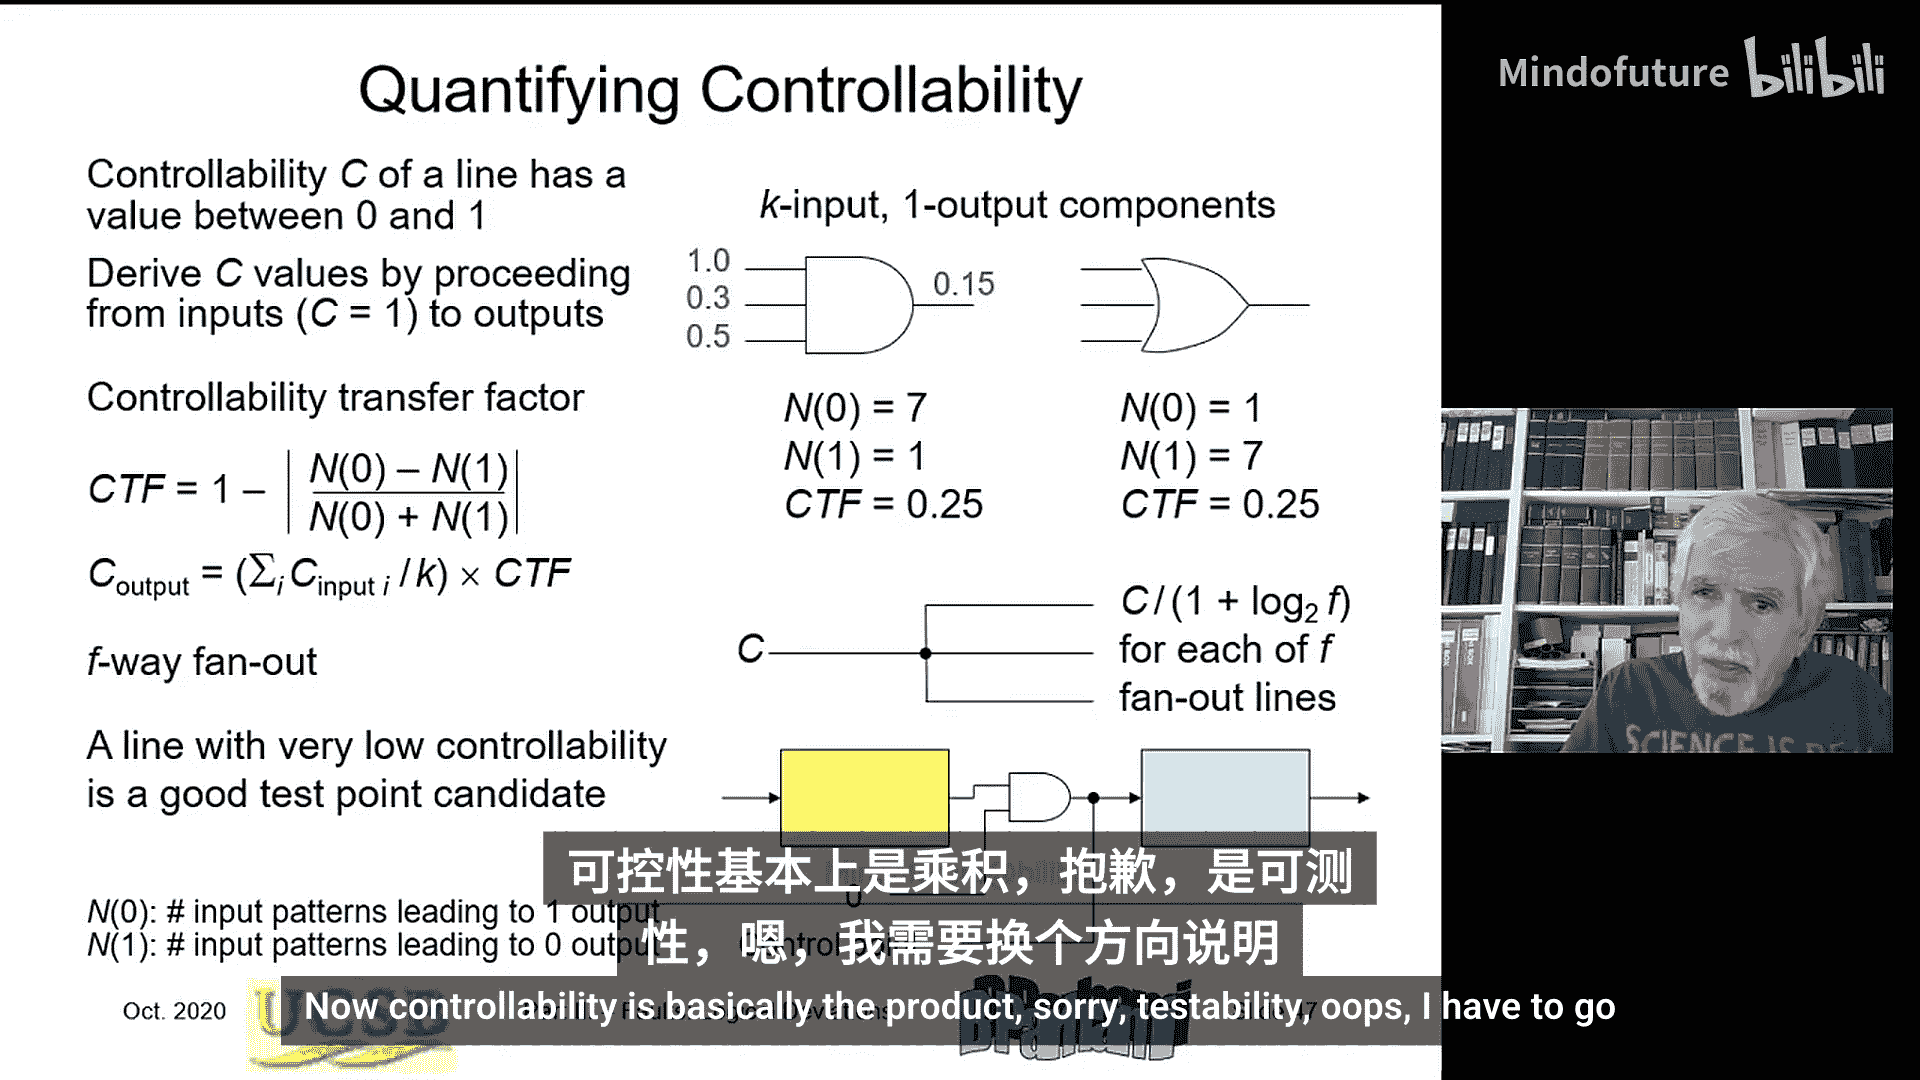 Quantifying Controllability
Mindofuture bilibili
Controllability C of a line has a
value between 0 and 1
Derive C values by proceeding
from inputs (C = 1) to outputs
Controllability transfer factor
CTF = 1 – | N(0) – N(1) / N(0) + N(1) |
C output = (Σi C input i / k) × CTF
f-way fan-out
A line with very low controllability
is a good test point candidate
N(0): # input patterns leading to 1 output
N(1): # input patterns leading to 0 output
k-input, 1-output components
1.0
0.3
0.5
0.15
N(0) = 7
N(1) = 1
CTF = 0.25
N(0) = 1
N(1) = 7
CTF = 0.25
C
C / (1 + log2 f)
for each of f
fan-out lines
0
SCIENCE IS
可控性基本上是乘积，抱歉，是可测
性，嗯，我需要换个方向说明
Now controllability is basically the product, sorry, testability, oops, I have to go
Oct. 2020
UCSB
BParhami